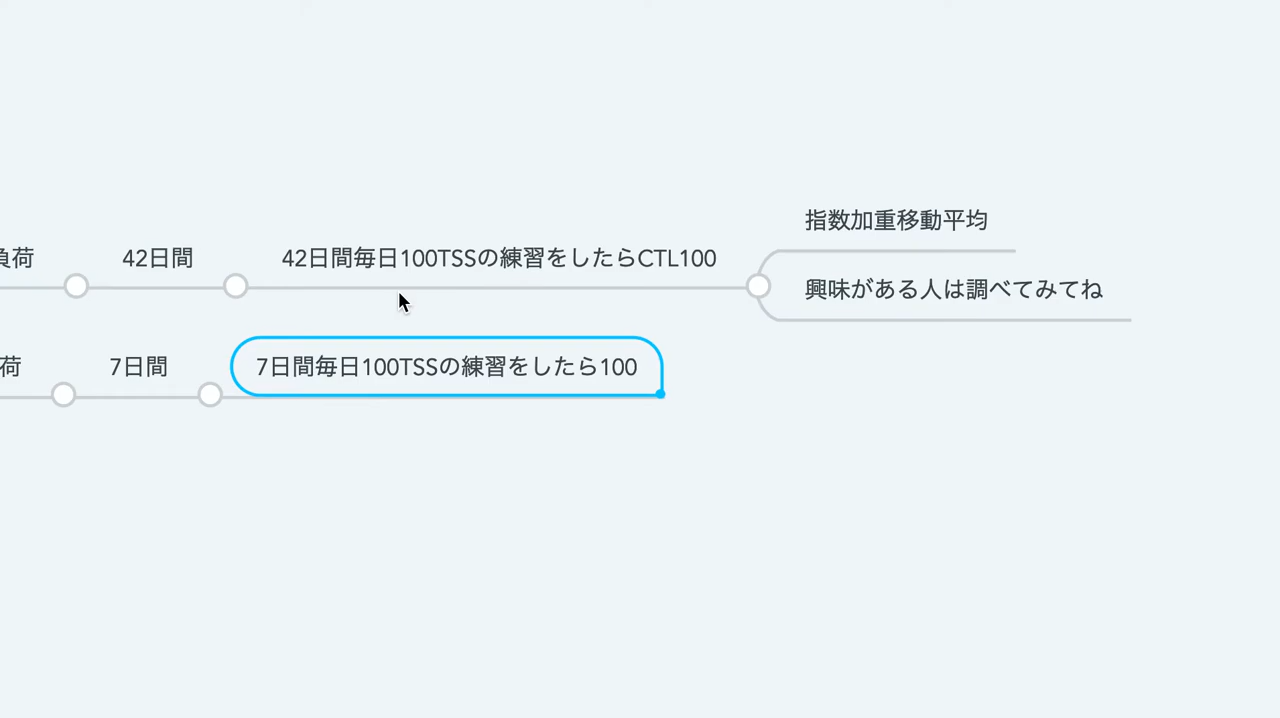 負荷
42日間
42日間毎日100TSSの練習をしたらCTL100
指数加重移動平均
興味がある人は調べてみてね
荷
7日間
7日間毎日100TSSの練習をしたら100